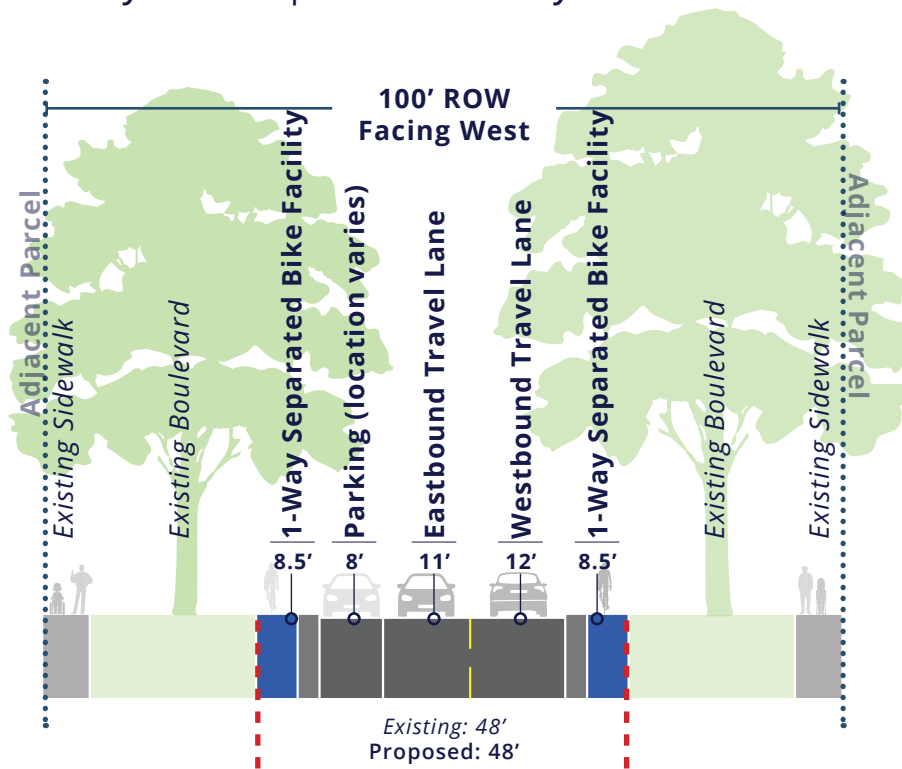 100’ ROW
Facing West
Adjacent Parcel
Existing Sidewalk
Existing Boulevard
1-Way Separated Bike Facility
Parking (location varies)
Eastbound Travel Lane
Westbound Travel Lane
1-Way Separated Bike Facility
Existing Boulevard
Existing Sidewalk
Adjacent Parcel
8.5’
8’
11’
12’
8.5’
Existing: 48’
Proposed: 48’